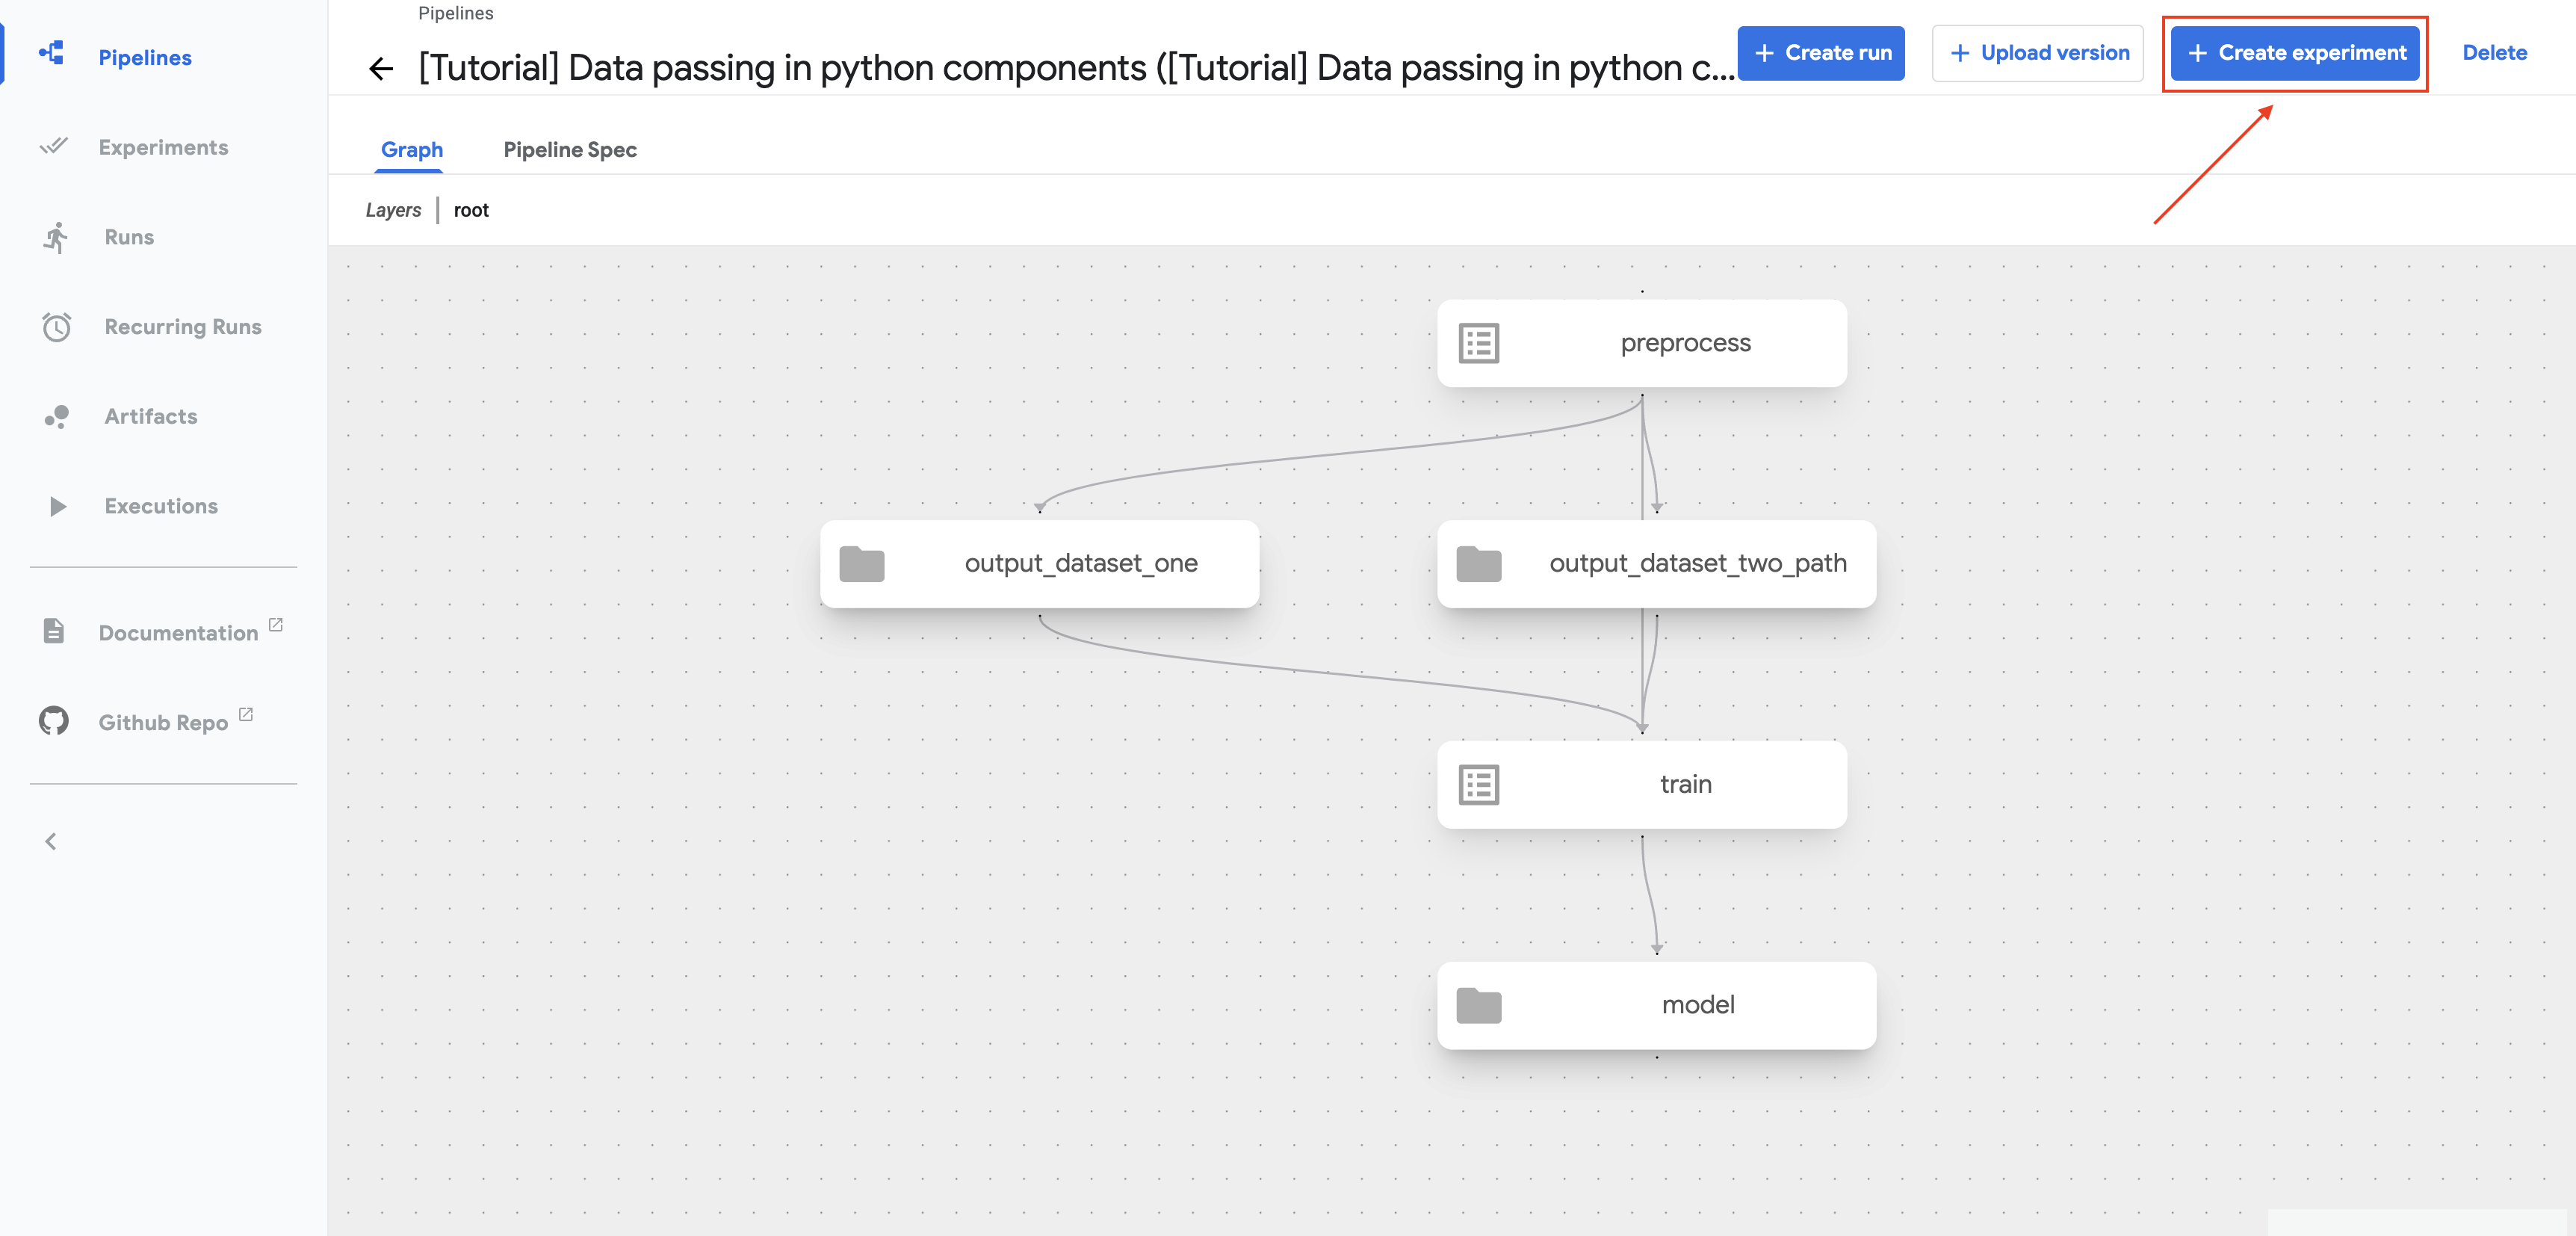 Pipelines
Experiments
Runs
Recurring Runs
Artifacts
Executions
Documentation
Github Repo
Pipelines
[Tutorial] Data passing in python components ([Tutorial] Data passing in python c...
+ Create run
+ Upload version
+ Create experiment
Delete
Graph
Pipeline Spec
Layers | root
preprocess
output_dataset_one
output_dataset_two_path
train
model